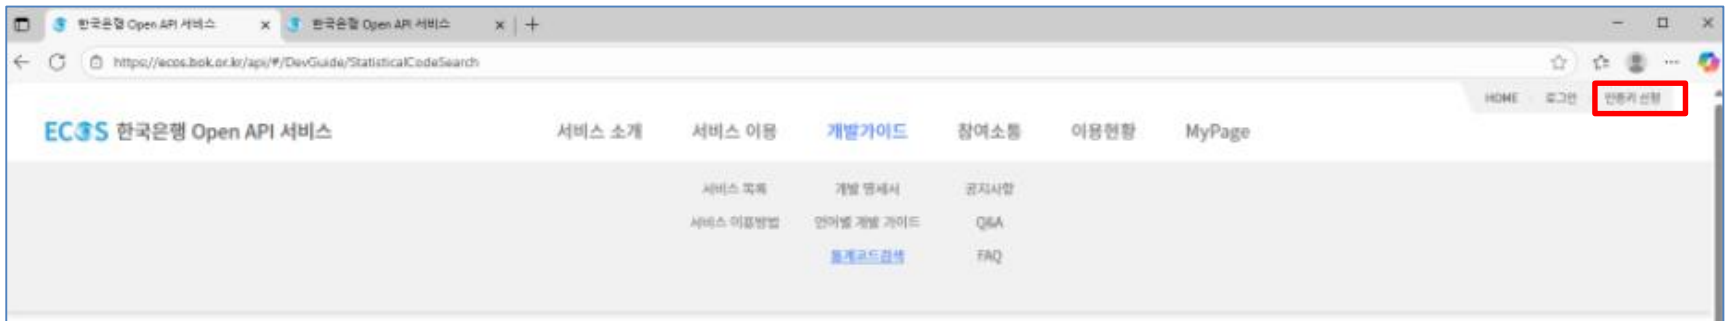 한국은행 Open API 서비스 한국은행 Open API 서비스
https://ecos.bok.or.kr/api/#/DevGuide/StatisticalCodeSearch
HOME 로그인 인증키 신청
ECOS 한국은행 Open API 서비스 서비스 소개 서비스 이용 개발가이드 참여소통 이용현황 MyPage
서비스 목록 개발 명세서 공지사항
서비스 이용방법 언어별 개발 가이드 Q&A
통계코드검색 FAQ